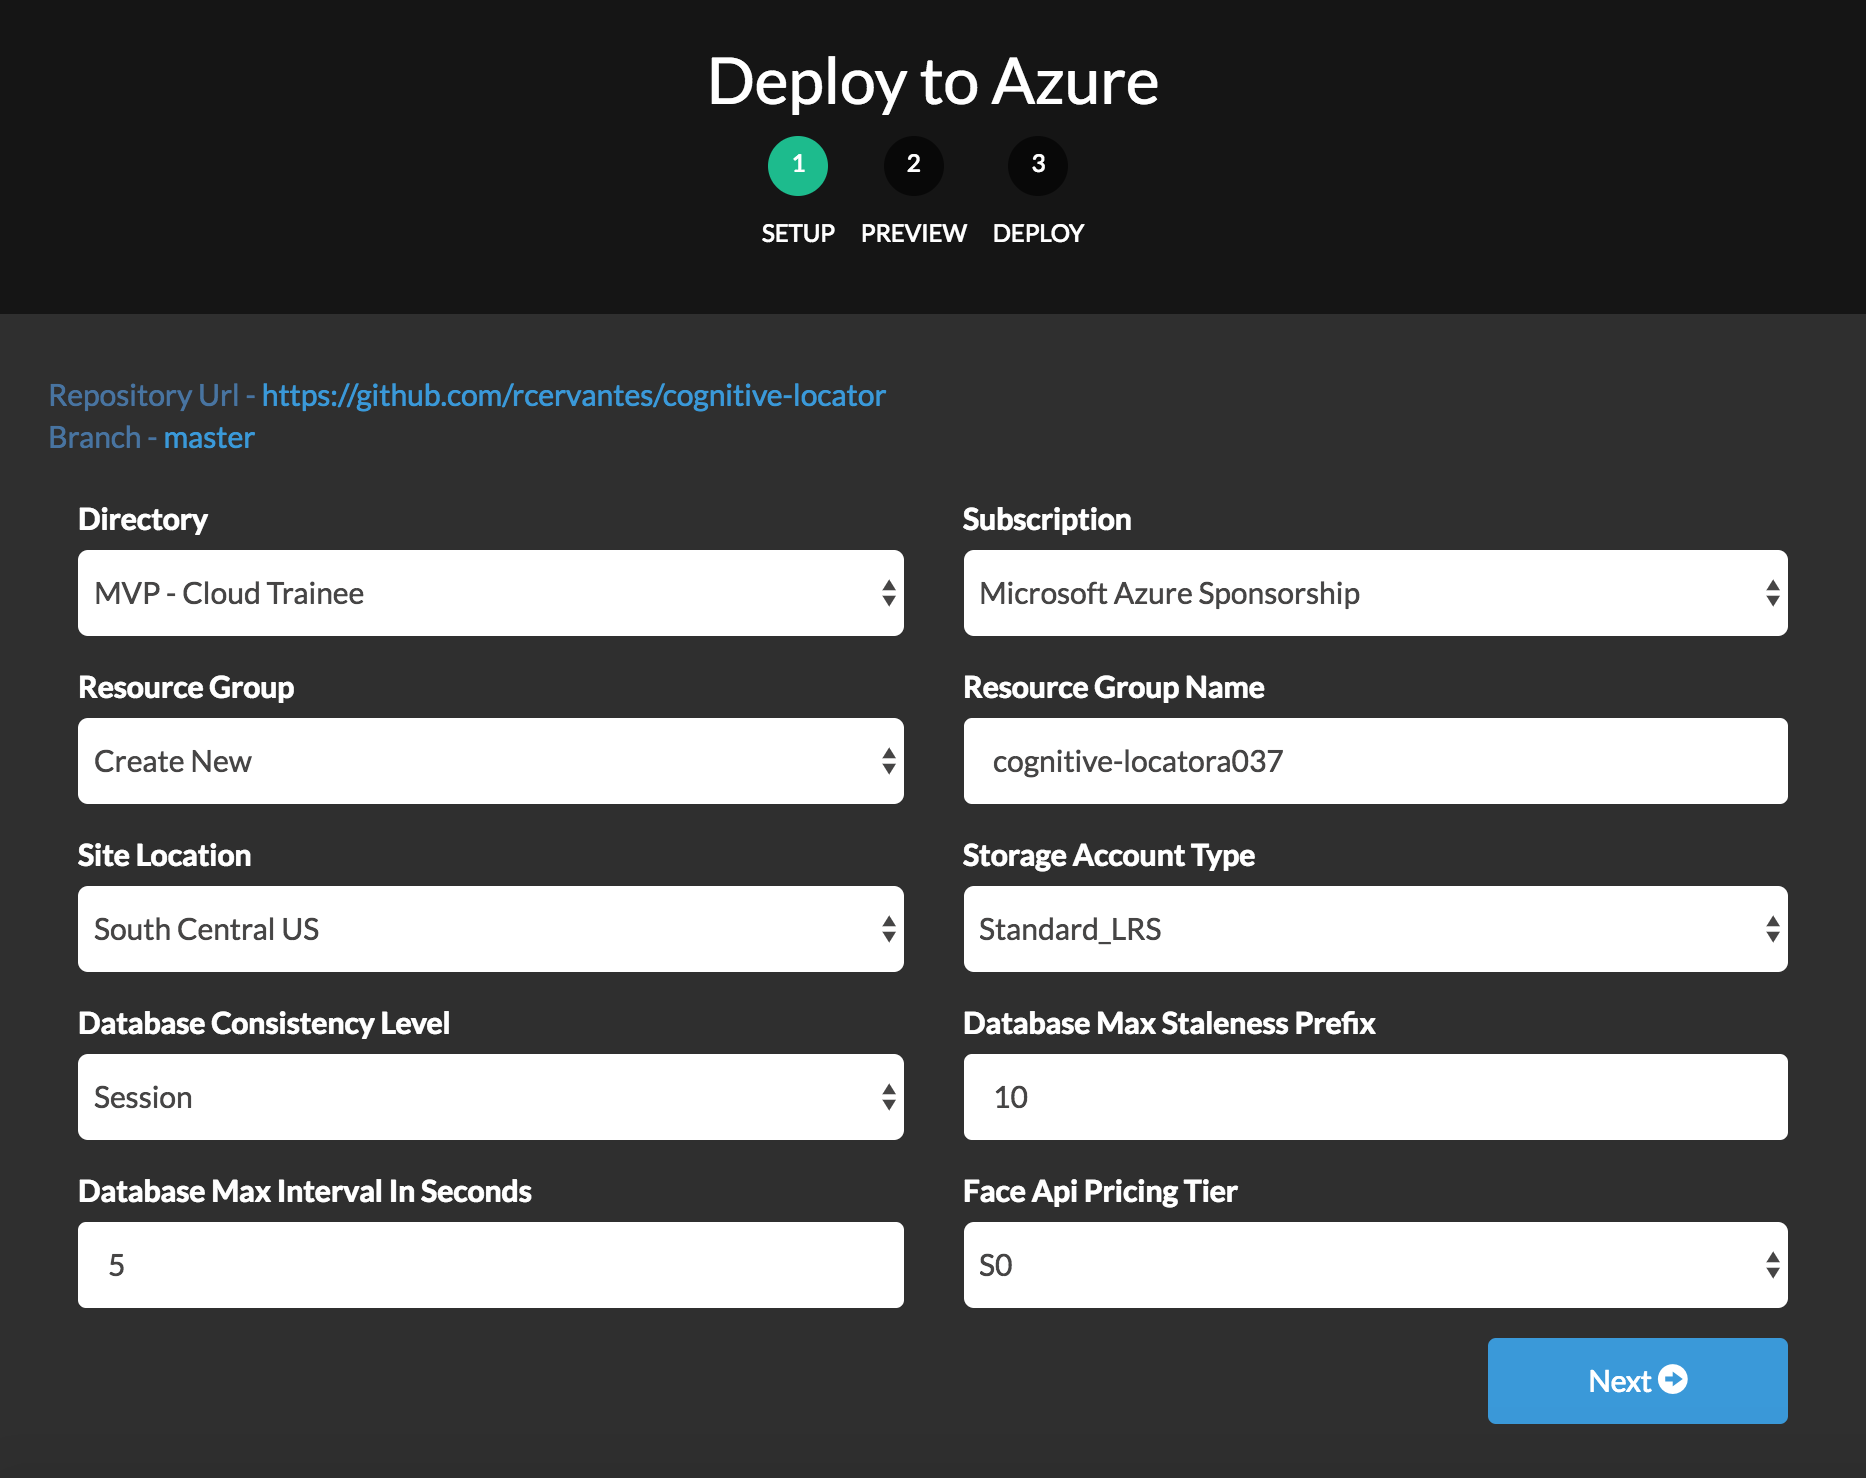 Deploy to Azure
1 2 3
SETUP PREVIEW DEPLOY
Repository Url - https://github.com/rcervantes/cognitive-locator
Branch - master
Directory Subscription
MVP - Cloud Trainee Microsoft Azure Sponsorship
Resource Group Resource Group Name
Create New cognitive-locatora037
Site Location Storage Account Type
South Central US Standard_LRS
Database Consistency Level Database Max Staleness Prefix
Session 10
Database Max Interval In Seconds Face Api Pricing Tier
5 S0
Next